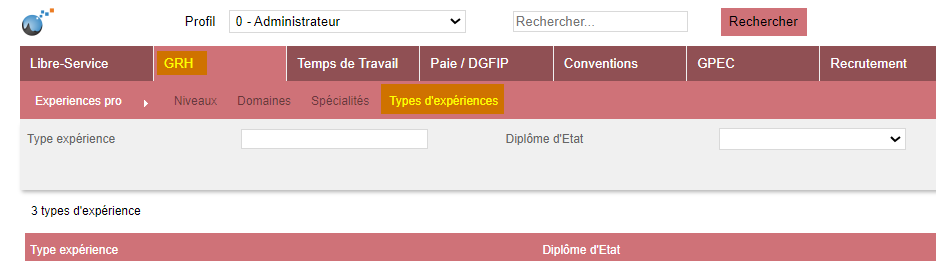 Profil 0 - Administrateur Rechercher... Rechercher
Libre-Service GRH Temps de Travail Paie / DGFIP Conventions GPEC Recrutement
Experiences pro Niveaux Domaines Spécialités Types d'expériences
Type expérience Diplôme d'Etat
3 types d'expérience
Type expérience Diplôme d'Etat